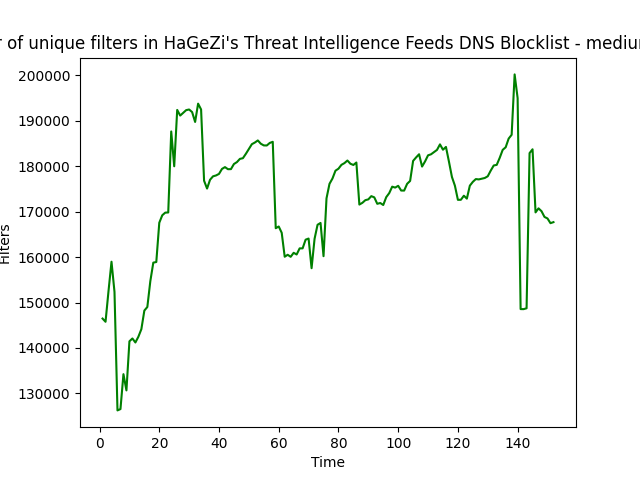 of unique filters in HaGeZi's Threat Intelligence Feeds DNS Blocklist -
200000
190000
180000
170000
160000
150000
140000
130000
Filters
0 20 40 60 80 100 120 140
Time